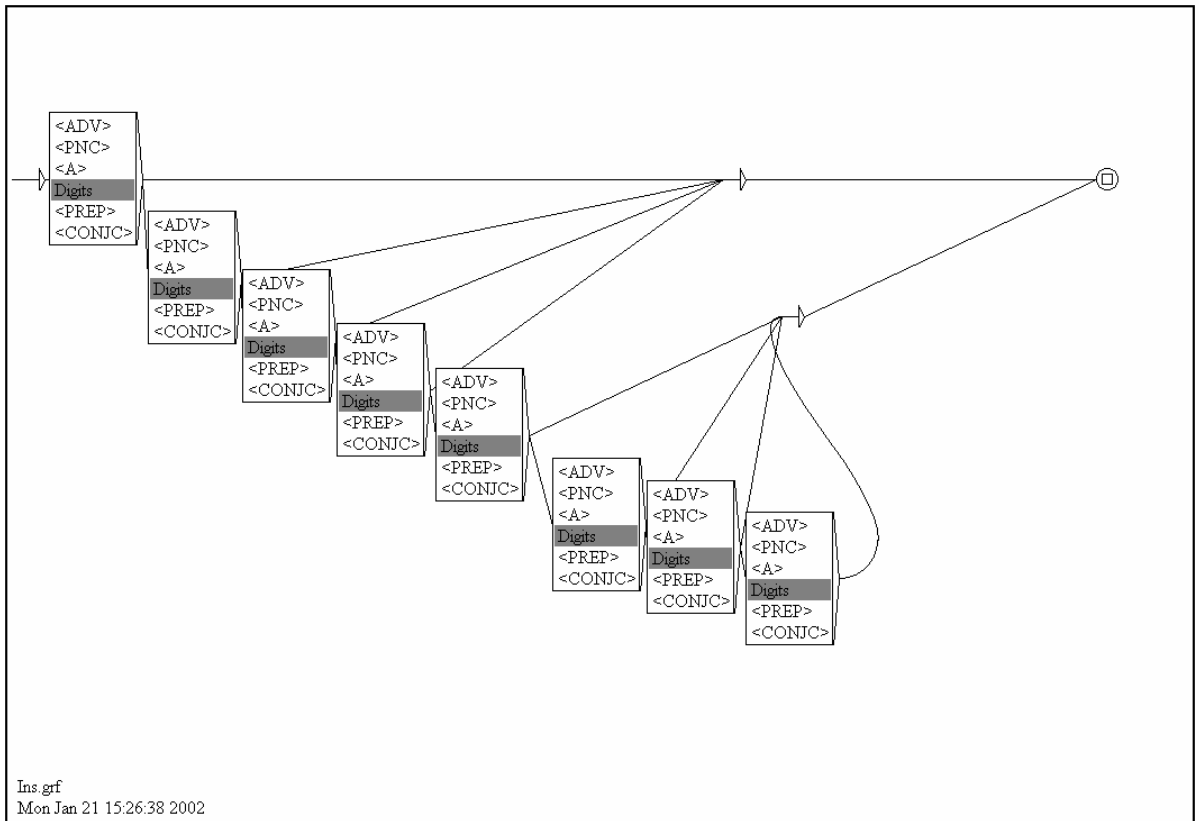 <ADV>
<PNC>
<A>
Digits
<PREP>
<CONJC>
<ADV>
<PNC>
<A>
Digits
<PREP>
<CONJC>
<ADV>
<PNC>
<A>
Digits
<PREP>
<CONJC>
<ADV>
<PNC>
<A>
Digits
<PREP>
<CONJC>
<ADV>
<PNC>
<A>
Digits
<PREP>
<CONJC>
<ADV>
<PNC>
<A>
Digits
<PREP>
<CONJC>
<ADV>
<PNC>
<A>
Digits
<PREP>
<CONJC>
<ADV>
<PNC>
<A>
Digits
<PREP>
<CONJC>
Ins.grf
Mon Jan 21 15:26:38 2002